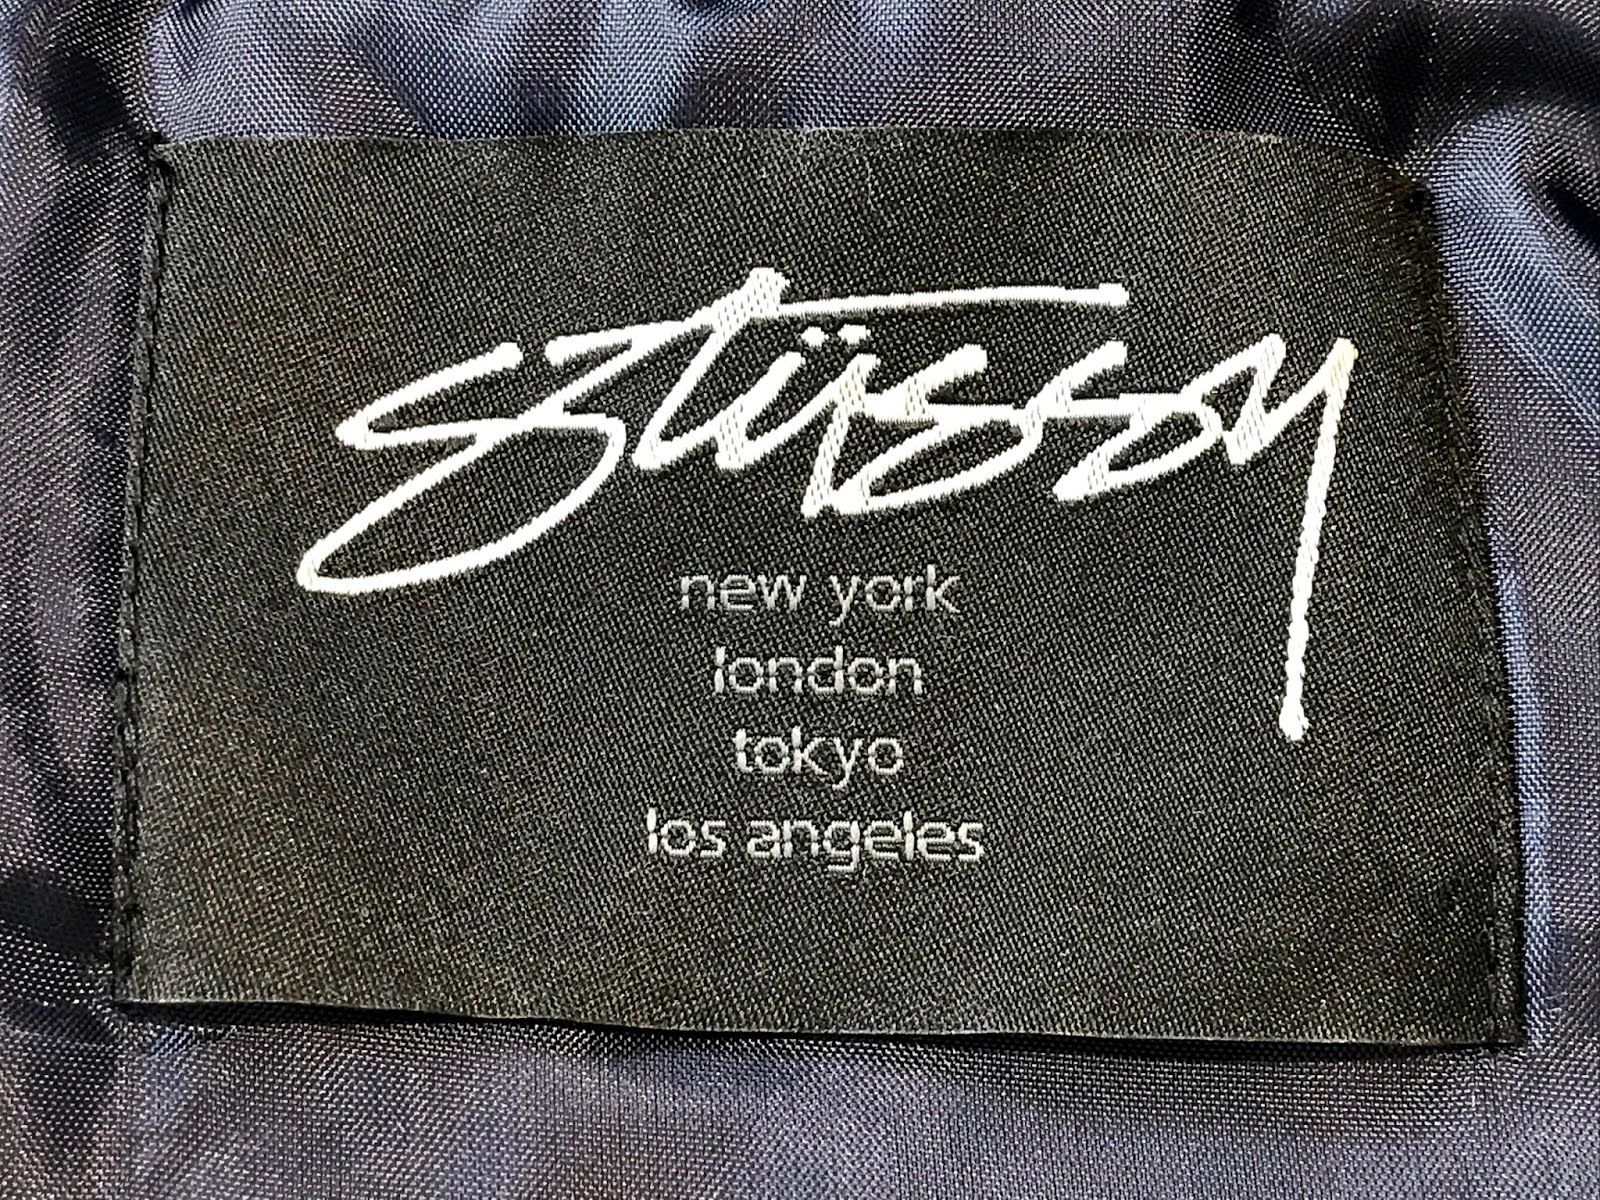 stüssy
new york
london
tokyo
los angeles